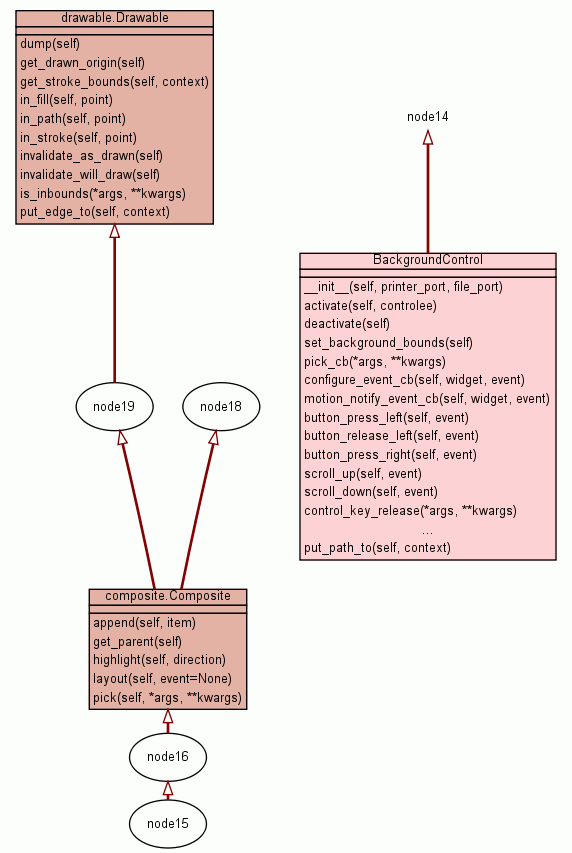 drawable.Drawable
dump(self)
get_drawn_origin(self)
get_stroke_bounds(self, context)
in_fill(self, point)
in_path(self, point)
in_stroke(self, point)
invalidate_as_drawn(self)
invalidate_will_draw(self)
is_inbounds(*args, **kwargs)
put_edge_to(self, context)
node14
BackgroundControl
__init__(self, printer_port, file_port)
activate(self, controlee)
deactivate(self)
set_background_bounds(self)
pick_cb(*args, **kwargs)
configure_event_cb(self, widget, event)
motion_notify_event_cb(self, widget, event)
button_press_left(self, event)
button_release_left(self, event)
button_press_right(self, event)
scroll_up(self, event)
scroll_down(self, event)
control_key_release(*args, **kwargs)
...
put_path_to(self, context)
node19
node18
composite.Composite
append(self, item)
get_parent(self)
highlight(self, direction)
layout(self, event=None)
pick(self, *args, **kwargs)
node16
node15